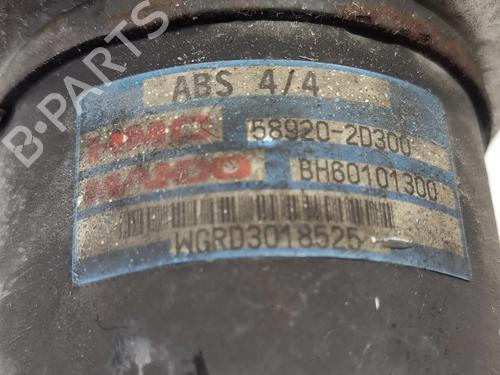 ABS 4/4
HMC 58920-2D300
MANDO BH60101300
WGRD3018525
B-PARTS